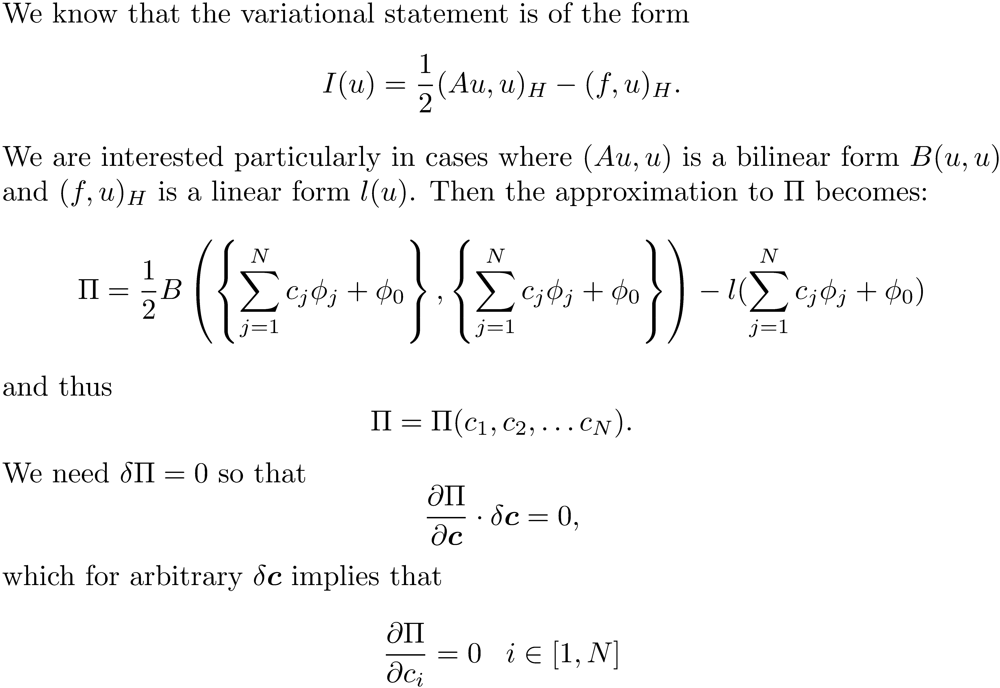 We know that the variational statement is of the form
$$I(u) = \frac{1}{2}(Au, u)_H - (f, u)_H.$$
We are interested particularly in cases where $(Au, u)$ is a bilinear form $B(u, u)$
and $(f, u)_H$ is a linear form $l(u)$. Then the approximation to $\Pi$ becomes:
$$\Pi = \frac{1}{2}B\left(\left\{\sum_{j=1}^{N} c_j\phi_j + \phi_0\right\}, \left\{\sum_{j=1}^{N} c_j\phi_j + \phi_0\right\}\right) - l(\sum_{j=1}^{N} c_j\phi_j + \phi_0)$$
and thus
$$\Pi = \Pi(c_1, c_2, \ldots c_N).$$
We need $\delta\Pi = 0$ so that
$$\frac{\partial\Pi}{\partial\boldsymbol{c}} \cdot \delta\boldsymbol{c} = 0,$$
which for arbitrary $\delta\boldsymbol{c}$ implies that
$$\frac{\partial\Pi}{\partial c_i} = 0 \quad i \in [1, N]$$